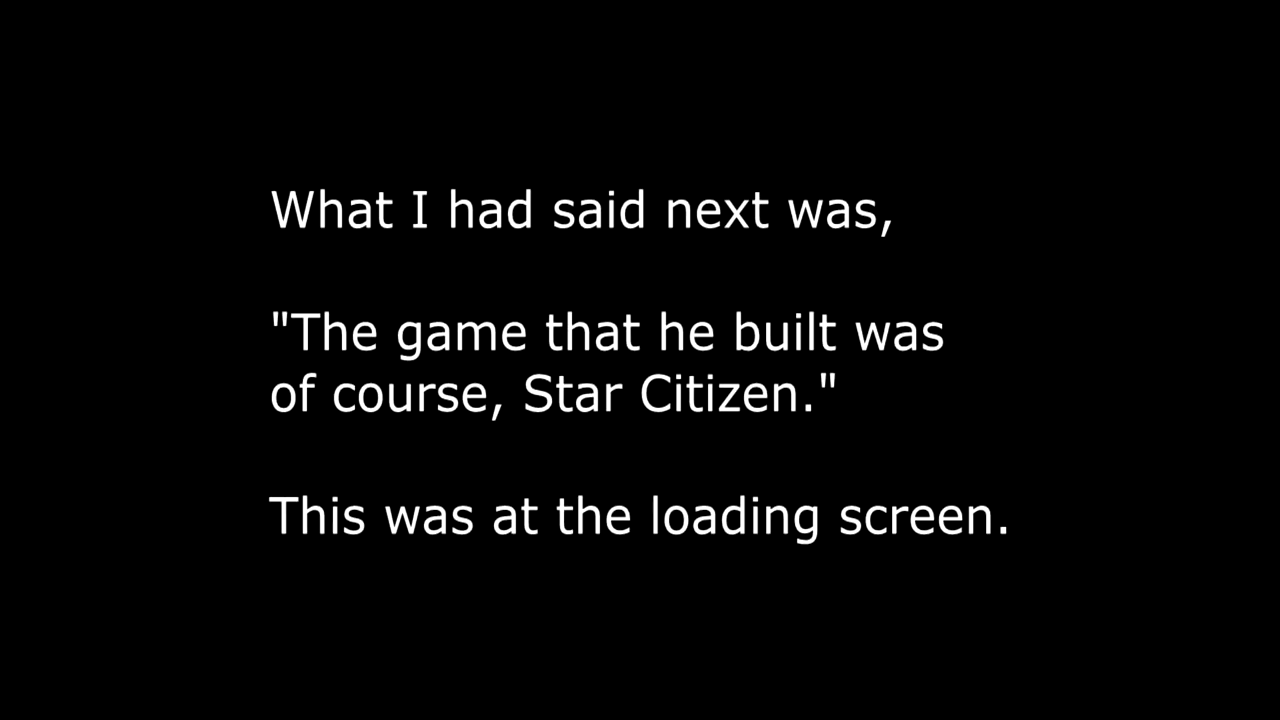 What I had said next was,
"The game that he built was
of course, Star Citizen."
This was at the loading screen.